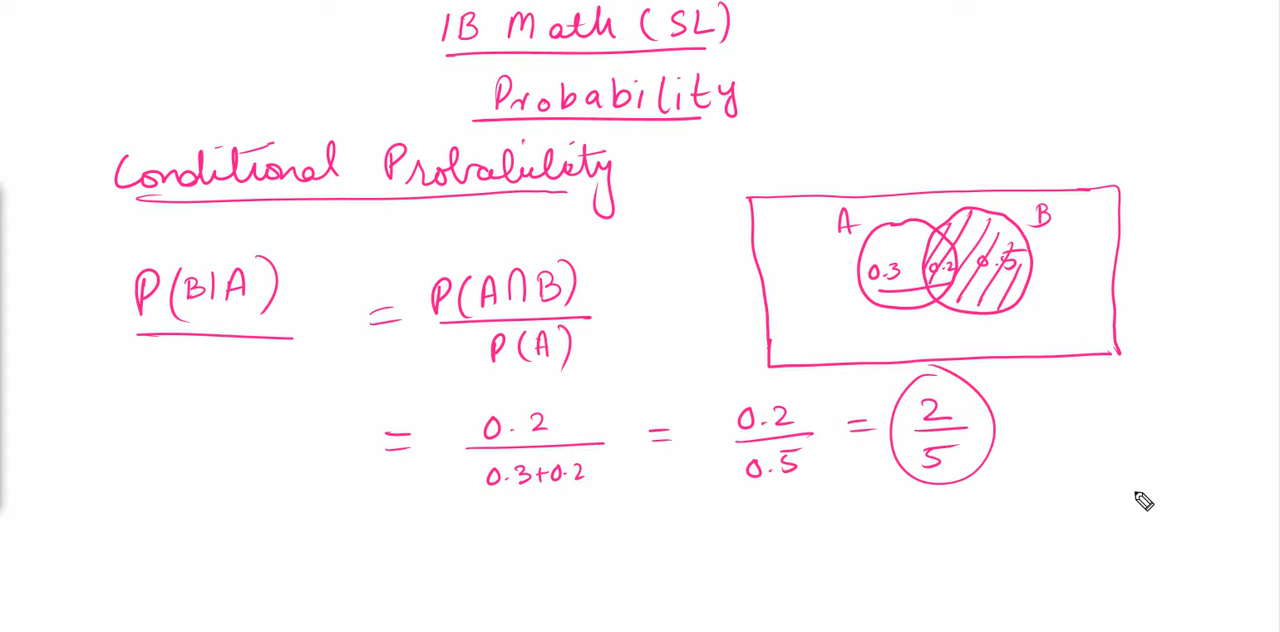 IB Math (SL)
Probability
Conditional Probability
A B
0.3 0.2
P(B|A) = P(A∩B) / P(A)
= 0.2 / 0.3+0.2 = 0.2 / 0.5 = 2 / 5